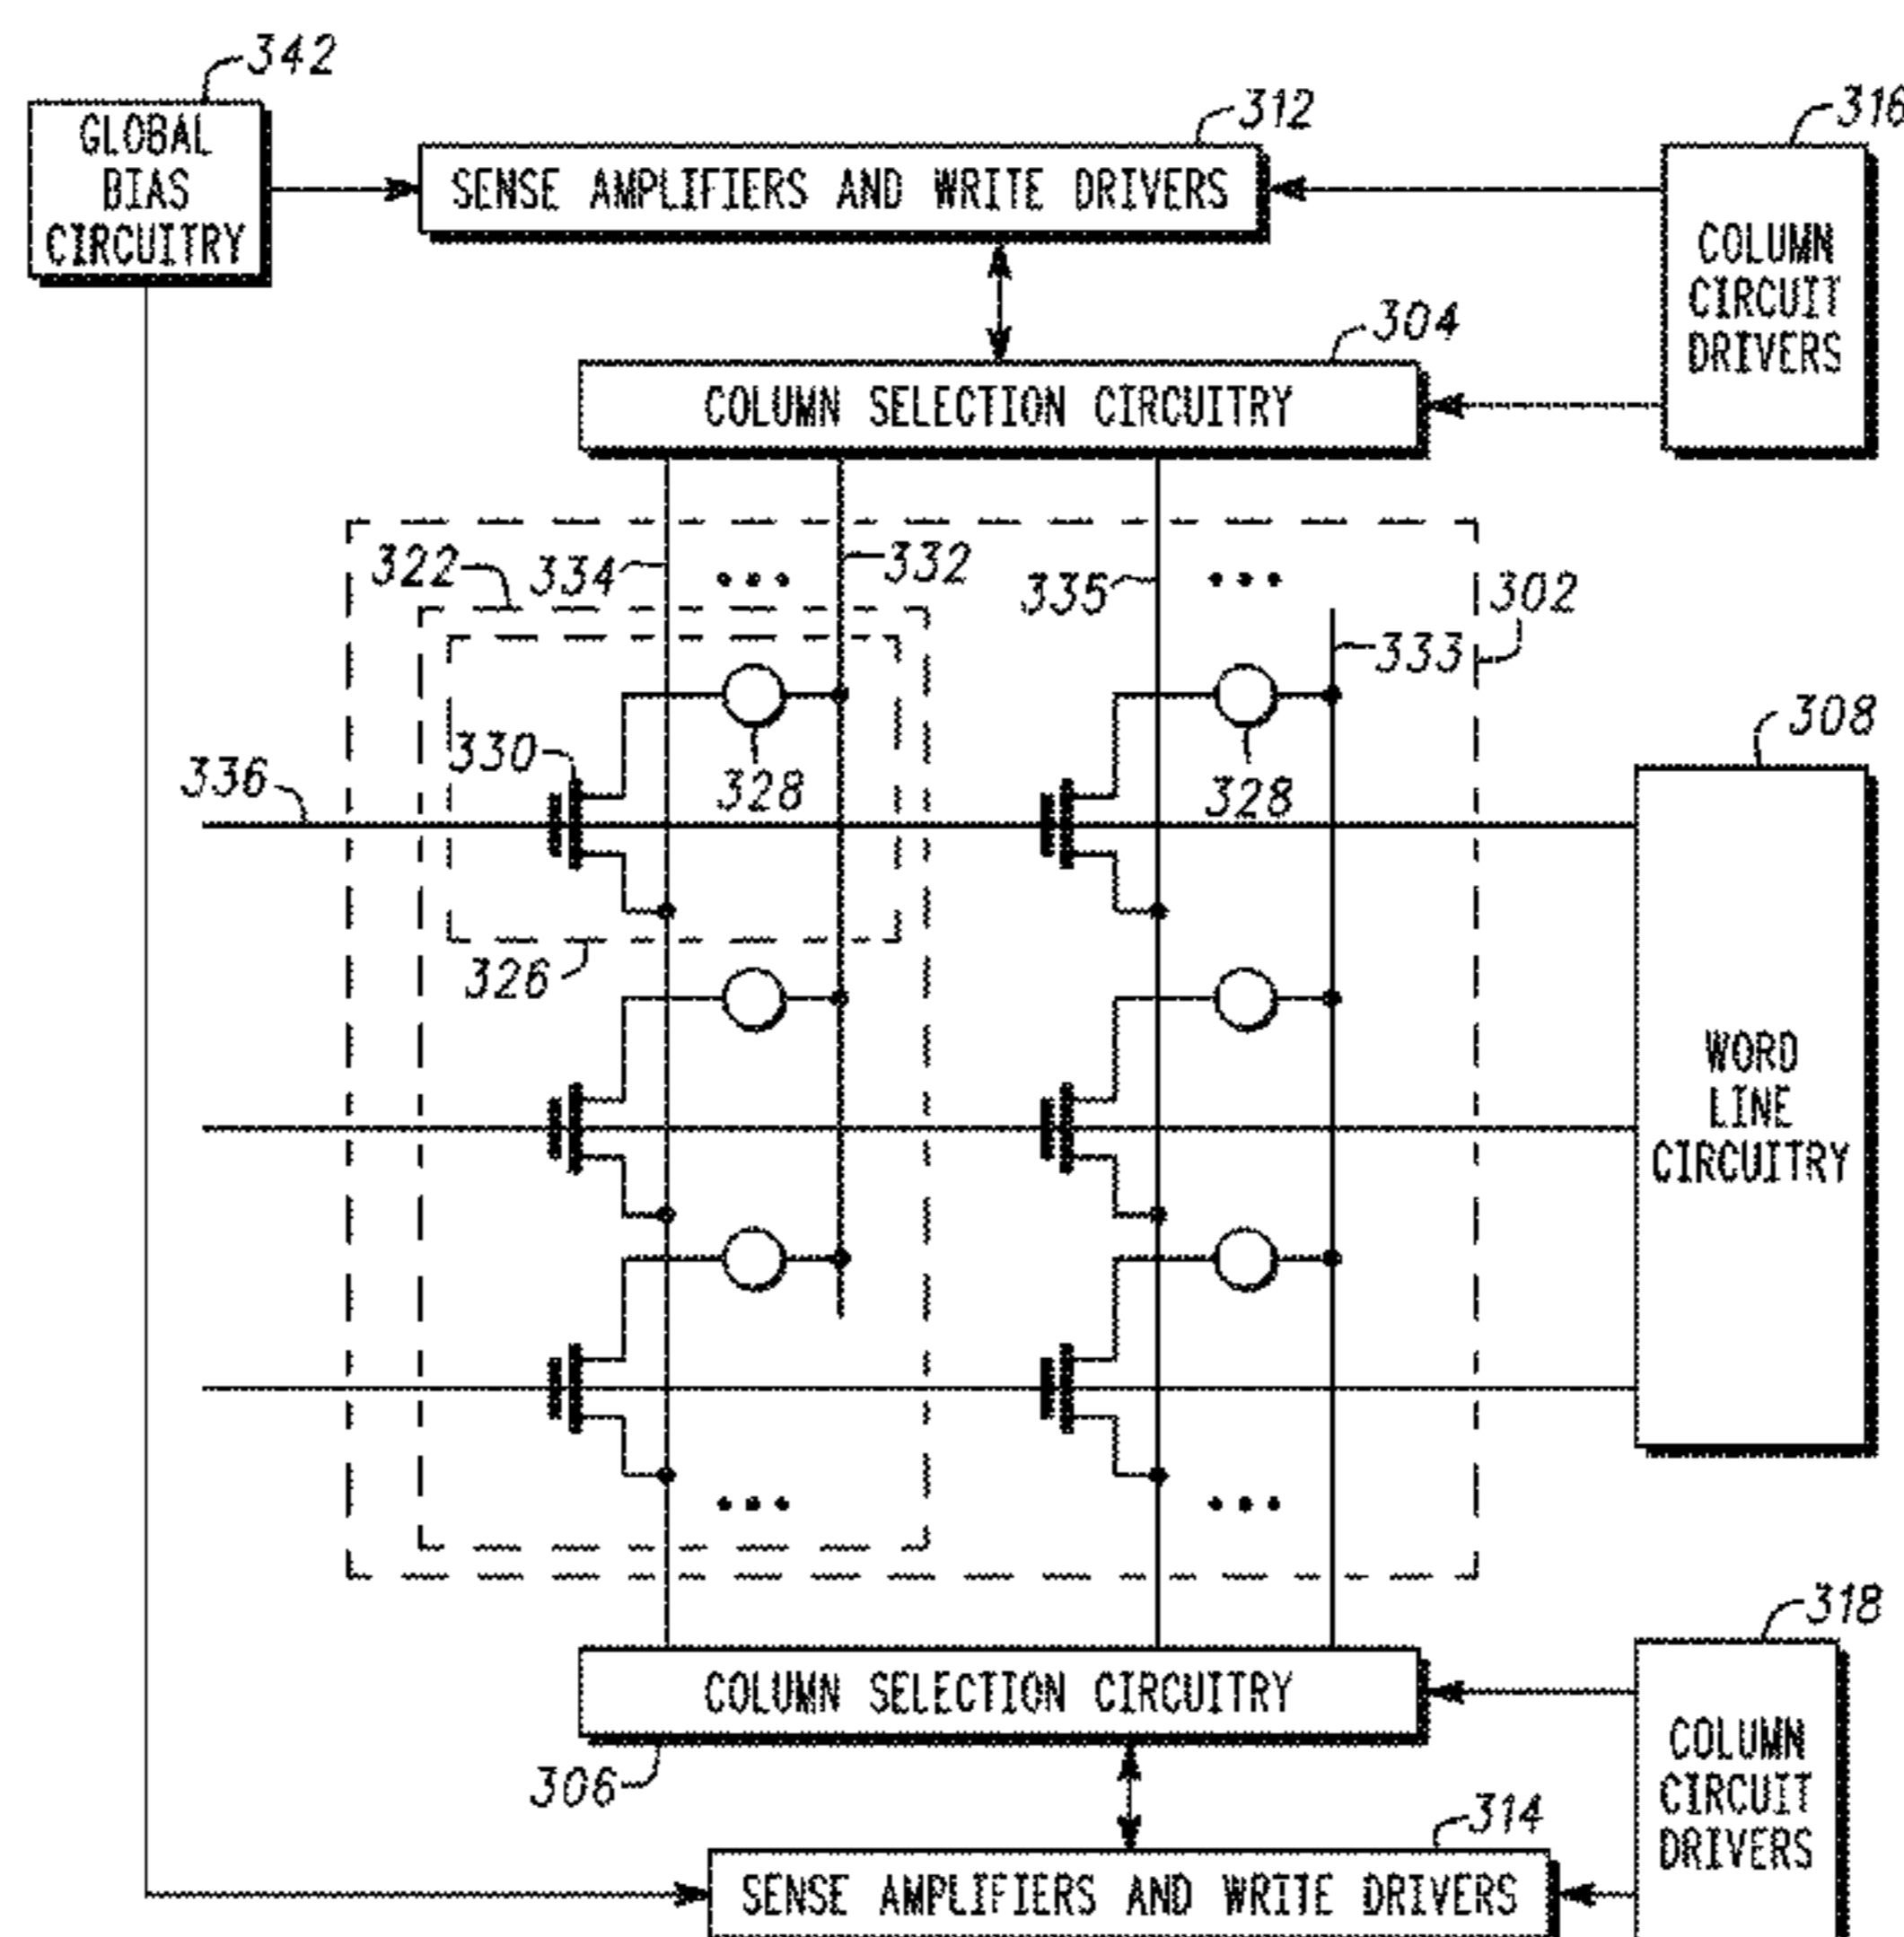 342
GLOBAL
BIAS
CIRCUITRY
312
SENSE AMPLIFIERS AND WRITE DRIVERS
316
COLUMN
CIRCUIT
DRIVERS
304
COLUMN SELECTION CIRCUITRY
322
334
332
335
302
333
330
328
328
336
308
326
WORD
LINE
CIRCUITRY
318
COLUMN SELECTION CIRCUITRY
306
COLUMN
CIRCUIT
DRIVERS
314
SENSE AMPLIFIERS AND WRITE DRIVERS